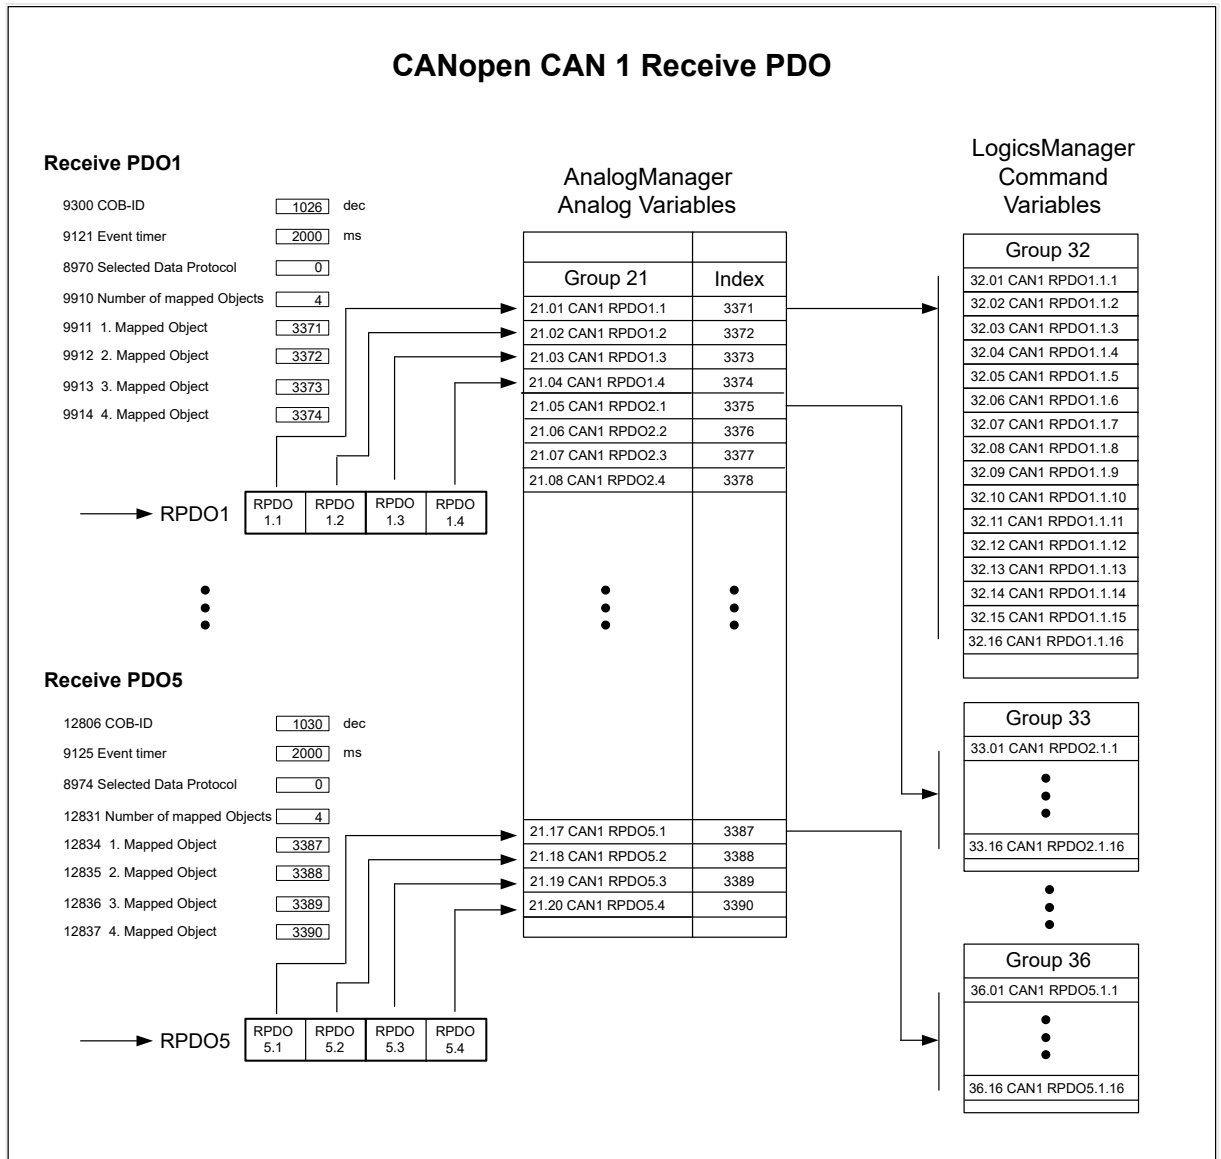 CANopen CAN 1 Receive PDO
Receive PDO1
9300 COB-ID 1026 dec
9121 Event timer 2000 ms
8970 Selected Data Protocol 0
9910 Number of mapped Objects 4
9911 1. Mapped Object 3371
9912 2. Mapped Object 3372
9913 3. Mapped Object 3373
9914 4. Mapped Object 3374
RPDO1
RPDO 1.1
RPDO 1.2
RPDO 1.3
RPDO 1.4
Receive PDO5
12806 COB-ID 1030 dec
9125 Event timer 2000 ms
8974 Selected Data Protocol 0
12831 Number of mapped Objects 4
12834 1. Mapped Object 3387
12835 2. Mapped Object 3388
12836 3. Mapped Object 3389
12837 4. Mapped Object 3390
RPDO5
RPDO 5.1
RPDO 5.2
RPDO 5.3
RPDO 5.4
AnalogManager
Analog Variables
Group 21 Index
21.01 CAN1 RPDO1.1 3371
21.02 CAN1 RPDO1.2 3372
21.03 CAN1 RPDO1.3 3373
21.04 CAN1 RPDO1.4 3374
21.05 CAN1 RPDO2.1 3375
21.06 CAN1 RPDO2.2 3376
21.07 CAN1 RPDO2.3 3377
21.08 CAN1 RPDO2.4 3378
21.17 CAN1 RPDO5.1 3387
21.18 CAN1 RPDO5.2 3388
21.19 CAN1 RPDO5.3 3389
21.20 CAN1 RPDO5.4 3390
LogicsManager
Command
Variables
Group 32
32.01 CAN1 RPDO1.1.1
32.02 CAN1 RPDO1.1.2
32.03 CAN1 RPDO1.1.3
32.04 CAN1 RPDO1.1.4
32.05 CAN1 RPDO1.1.5
32.06 CAN1 RPDO1.1.6
32.07 CAN1 RPDO1.1.7
32.08 CAN1 RPDO1.1.8
32.09 CAN1 RPDO1.1.9
32.10 CAN1 RPDO1.1.10
32.11 CAN1 RPDO1.1.11
32.12 CAN1 RPDO1.1.12
32.13 CAN1 RPDO1.1.13
32.14 CAN1 RPDO1.1.14
32.15 CAN1 RPDO1.1.15
32.16 CAN1 RPDO1.1.16
Group 33
33.01 CAN1 RPDO2.1.1
33.16 CAN1 RPDO2.1.16
Group 36
36.01 CAN1 RPDO5.1.1
36.16 CAN1 RPDO5.1.16